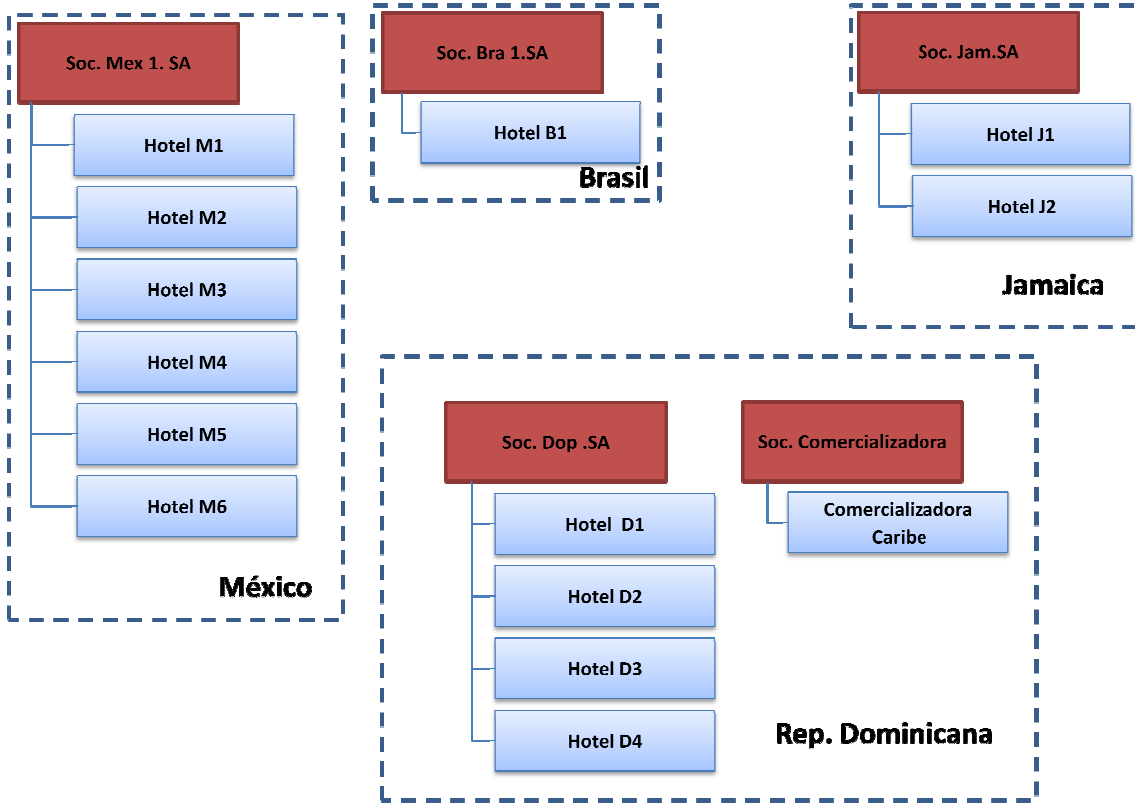 Soc. Mex 1. SA
Hotel M1
Hotel M2
Hotel M3
Hotel M4
Hotel M5
Hotel M6
México
Soc. Bra 1.SA
Hotel B1
Brasil
Soc. Jam.SA
Hotel J1
Hotel J2
Jamaica
Soc. Dop .SA
Hotel  D1
Hotel D2
Hotel D3
Hotel D4
Soc. Comercializadora
Comercializadora
Caribe
Rep. Dominicana